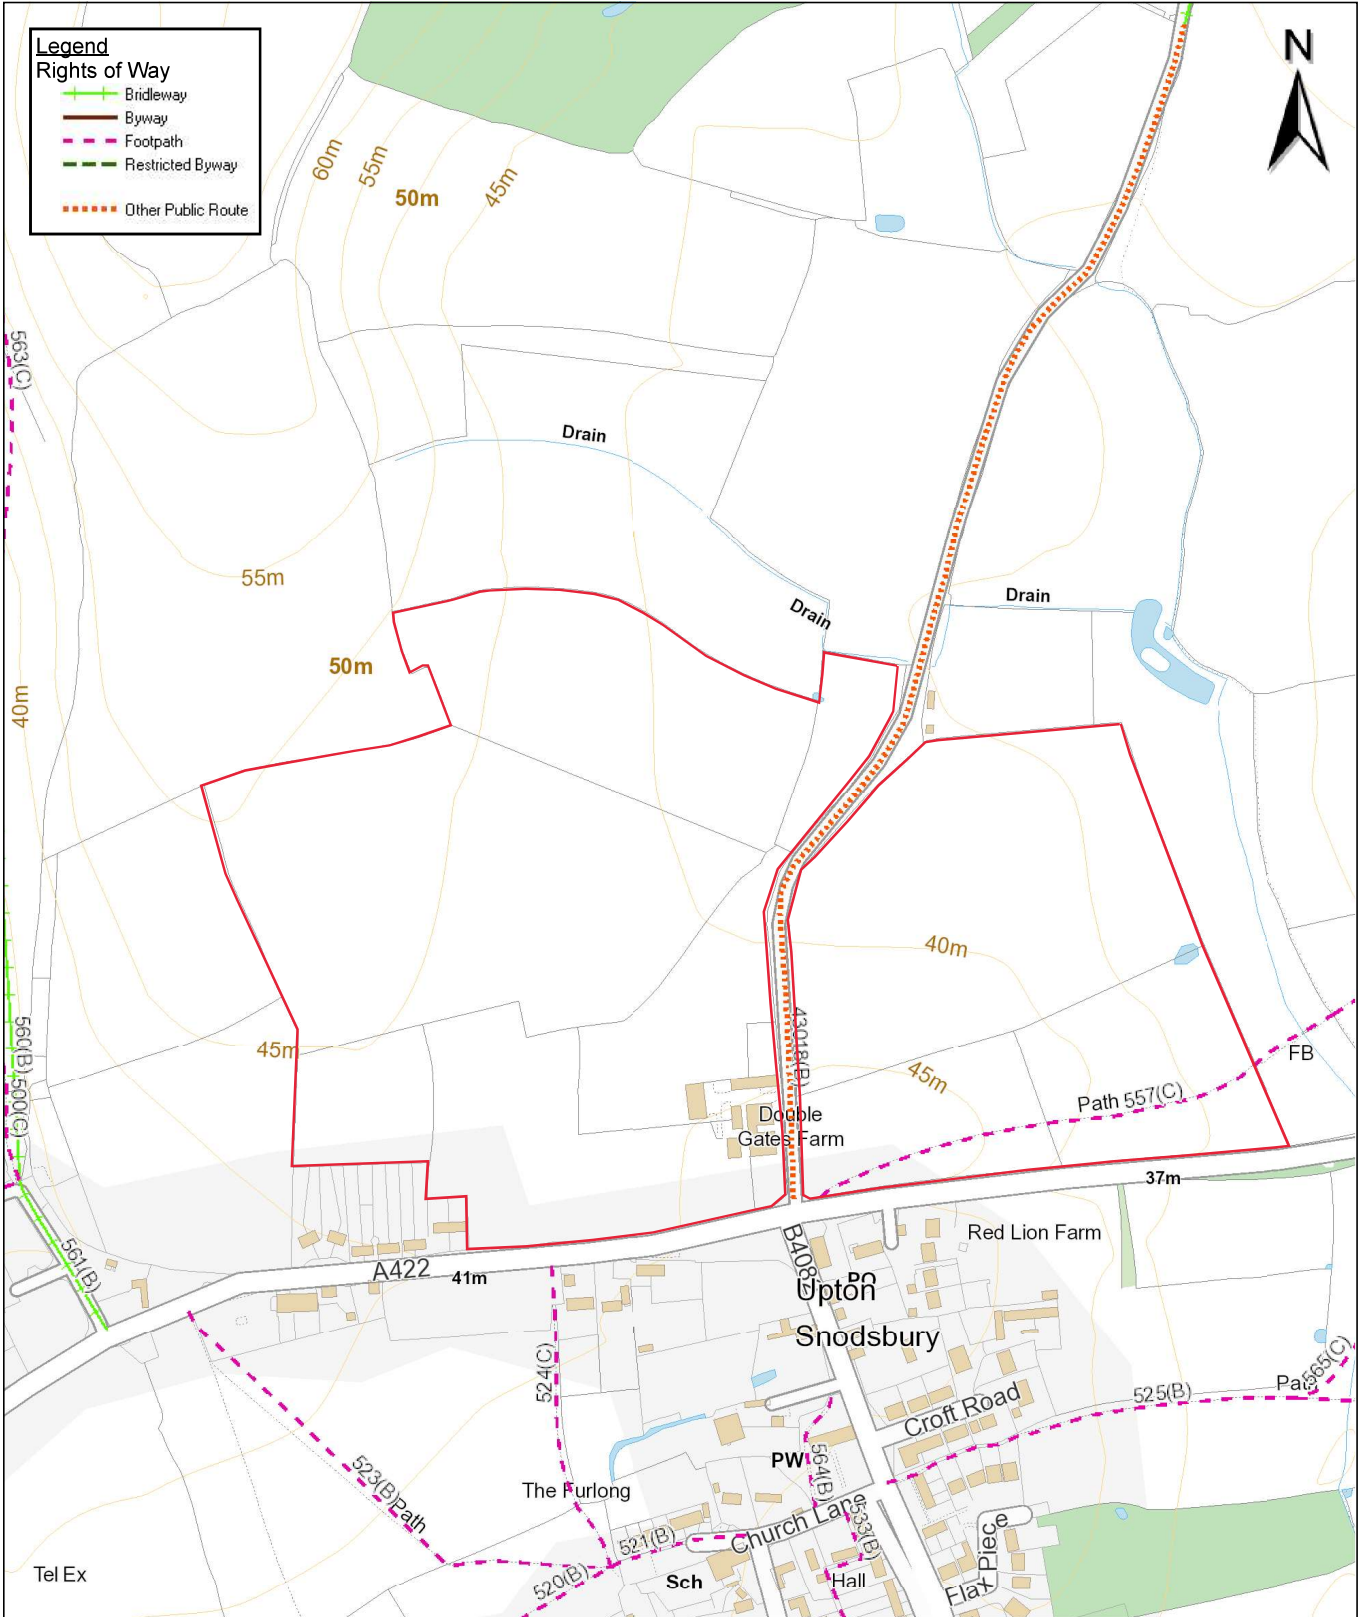 Legend
Rights of Way
Bridleway
Byway
Footpath
Restricted Byway
Other Public Route
N
60m
55m
50m
45m
563(C)
Drain
55m
Drain
Drain
50m
40m
40m
43018(B)
560(B)
500(C)
45m
45m
FB
Path 557(C)
Double
Gates Farm
37m
Red Lion Farm
561(B)
A422
41m
B408
PO
Upton
Snodsbury
524(C)
Croft Road
525(B)
565(C)
PW
564(B)
523(B)
Path
The Furlong
Church Lane
533(B)
521(B)
Flax Piece
Tel Ex
520(B)
Sch
Hall